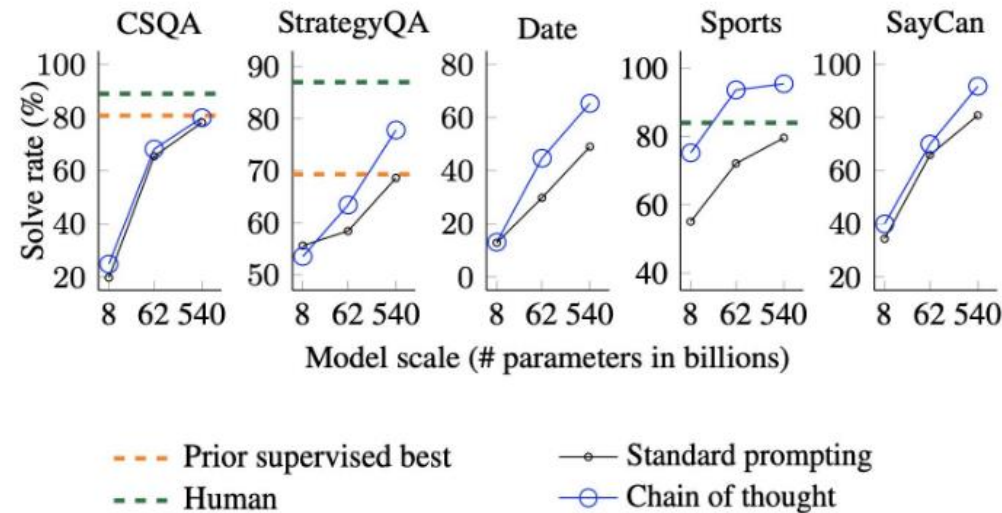 CSQA StrategyQA Date Sports SayCan
Solve rate (%)
100 80 60 40 20
90 80 70 60 50
80 60 40 20 0
100 80 60 40
100 80 60 40 20
8 62 540 8 62 540 8 62 540 8 62 540 8 62 540
Model scale (# parameters in billions)
Prior supervised best
Human
Standard prompting
Chain of thought